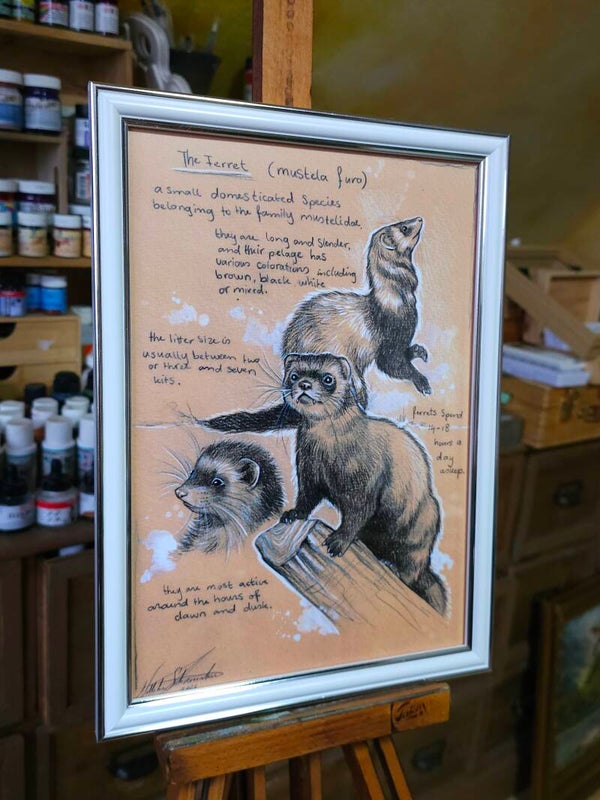 The Ferret (mustela furo)
a small domesticated species
belonging to the family mustelidae.
they are long and slender,
and their pelage has
various colorations including
brown, black, white
or mixed.
the litter size is
usually between two
or three and seven
kits.
ferrets spend
14-18
hours a
day
asleep.
they are most active
around the hours of
dawn and dusk.